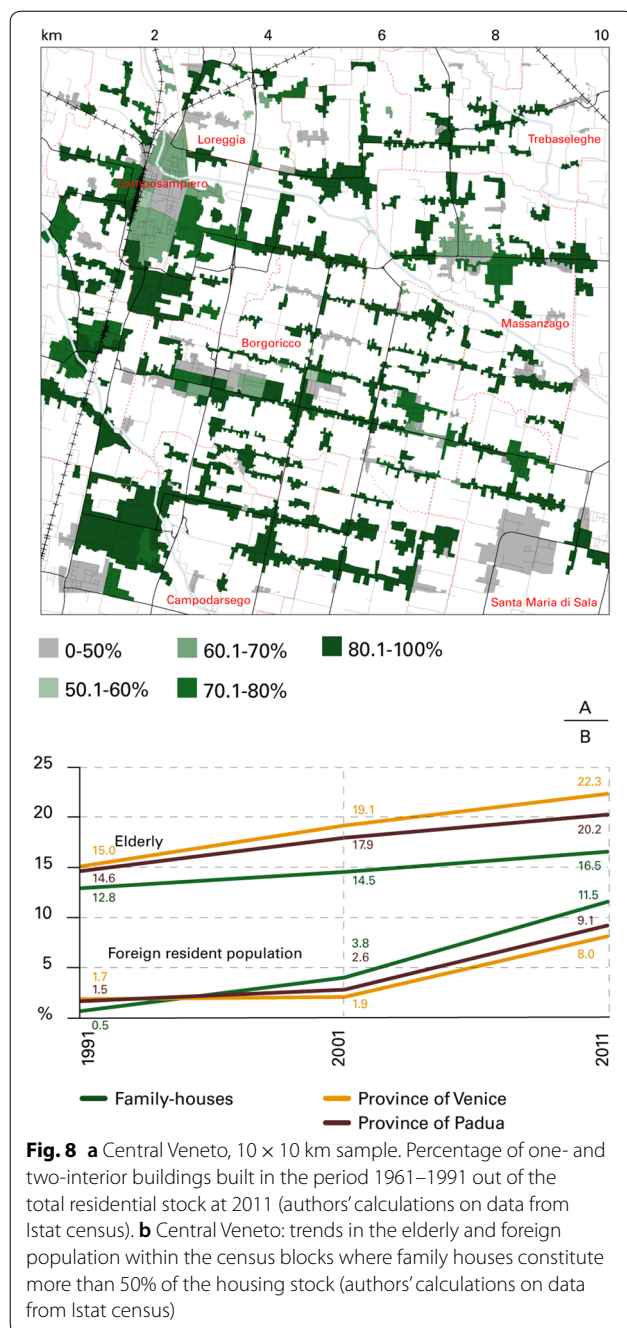 km 2 4 6 8 10
Loreggia
Trebaseleghe
Camposampiero
Massanzago
Borgoricco
Campodarsego
Santa Maria di Sala
0-50% 60.1-70% 80.1-100%
50.1-60% 70.1-80%
A
B
25
22.3
20
19.1
20.2
Elderly
17.9
15.0
15
14.6
16.5
12.8
14.5
11.5
10
9.1
Foreign resident population
3.8
2.6
8.0
5
1.7
1.5
%
0.5
1.9
1991
2001
2011
Family-houses
Province of Venice
Province of Padua
Fig. 8 a Central Veneto, 10 × 10 km sample. Percentage of one- and
two-interior buildings built in the period 1961–1991 out of the
total residential stock at 2011 (authors' calculations on data from
Istat census). b Central Veneto: trends in the elderly and foreign
population within the census blocks where family houses constitute
more than 50% of the housing stock (authors' calculations on data
from Istat census)